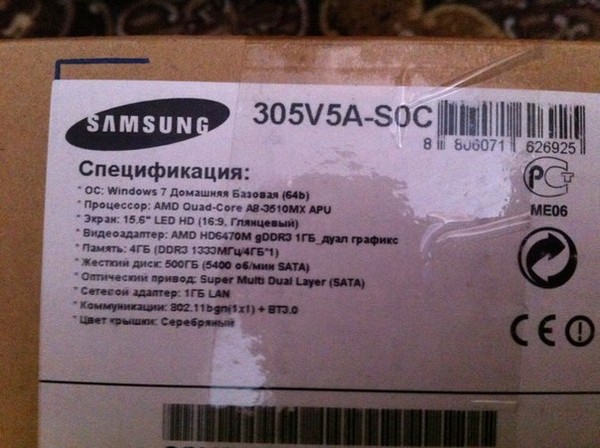 SAMSUNG 305V5A-S0C
8 806071 626925
Спецификация:
* ОС: Windows 7 Домашняя Базовая (64b)
* Процессор: AMD Quad-Core A8-3510MX APU
* Экран: 15.6" LED HD (16:9, Глянцевый)
* Видеоадаптер: AMD HD6470M gDDR3 1ГБ_дуал графикс
* Память: 4ГБ (DDR3 1333МГц/4ГБ*1)
* Жесткий диск: 500ГБ (5400 об/мин SATA)
* Оптический привод: Super Multi Dual Layer (SATA)
* Сетевой адаптер: 1ГБ LAN
* Коммуникации: 802.11bgn(1x1) + BT3.0
* Цвет крышки: Серебряный
РСТ
ME06
CE